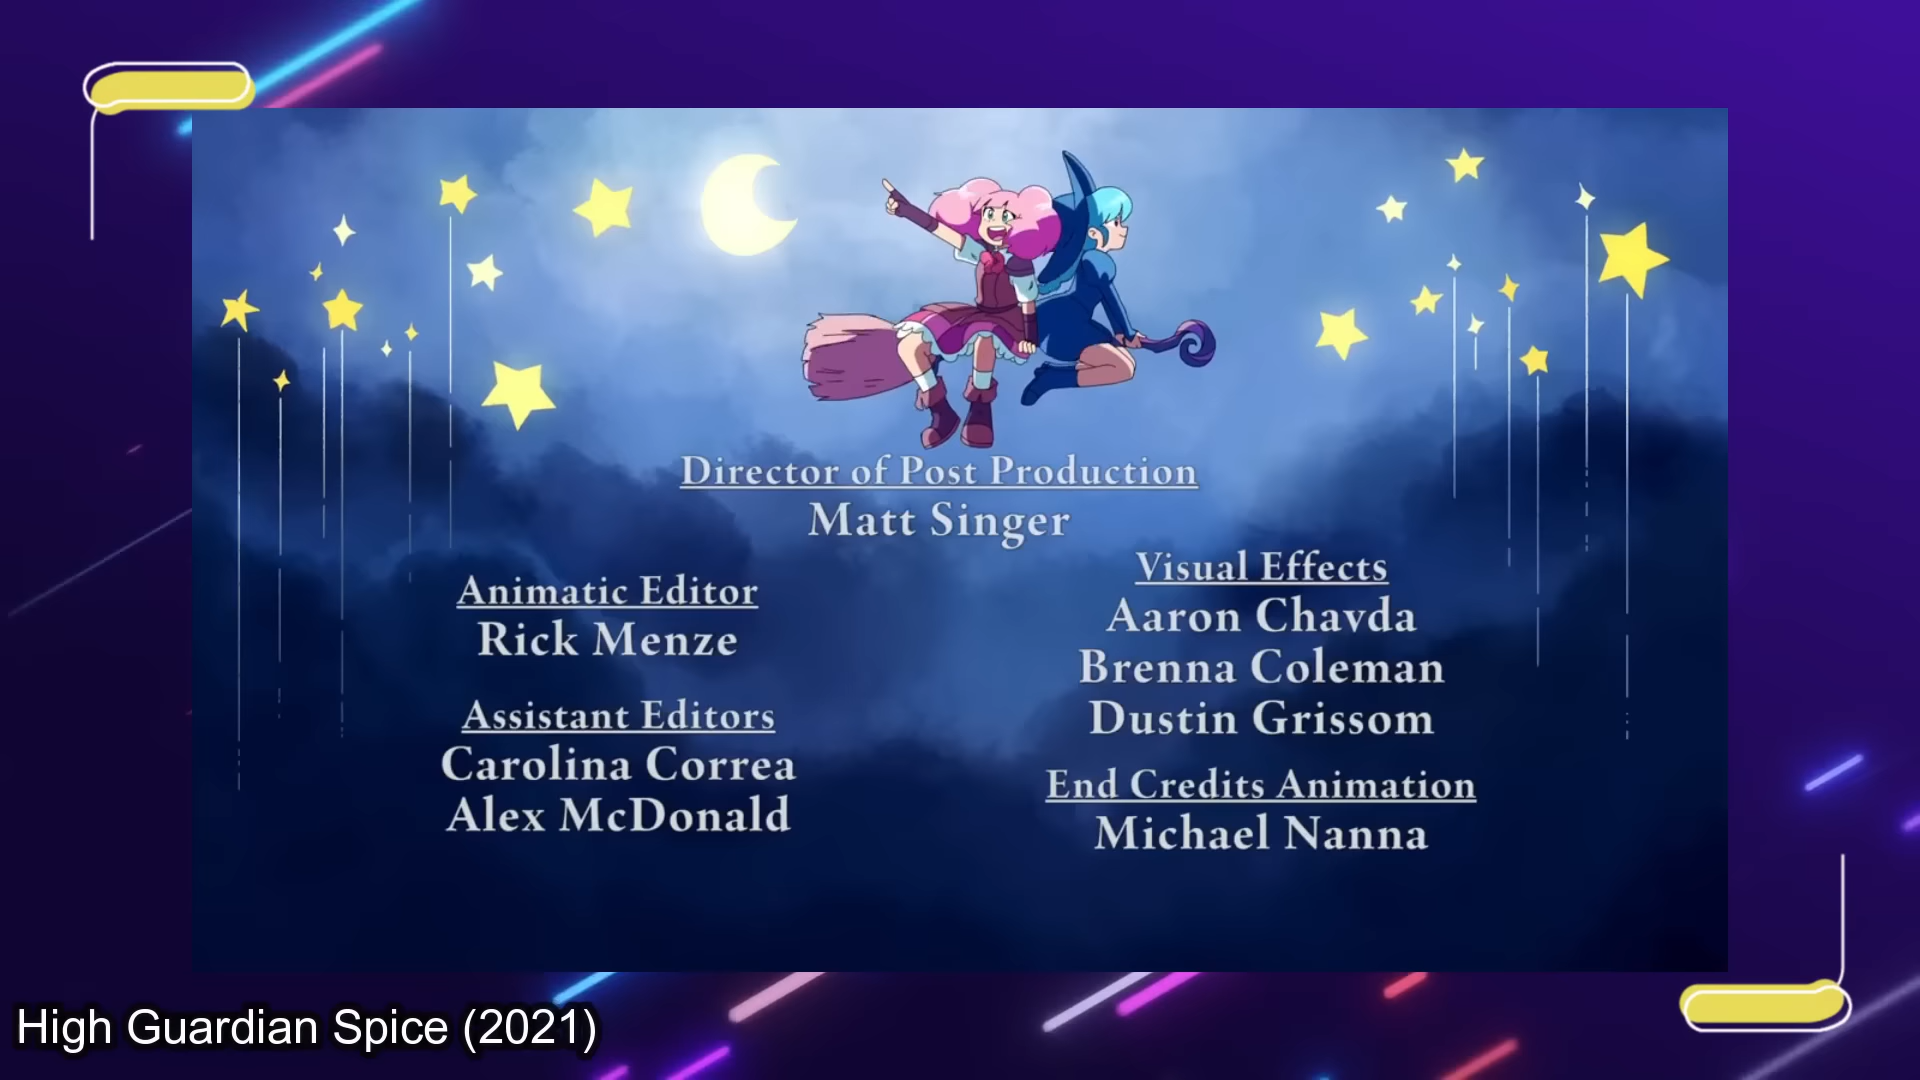 Director of Post Production
Matt Singer
Animatic Editor
Rick Menze
Assistant Editors
Carolina Correa
Alex McDonald
Visual Effects
Aaron Chavda
Brenna Coleman
Dustin Grissom
End Credits Animation
Michael Nanna
High Guardian Spice (2021)